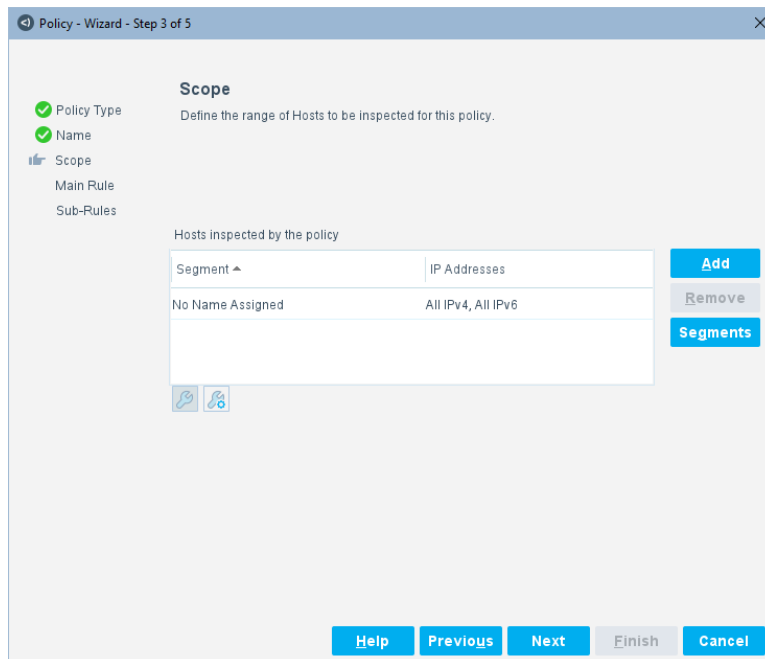 Policy - Wizard - Step 3 of 5
Policy Type
Name
Scope
Main Rule
Sub-Rules
Scope
Define the range of Hosts to be inspected for this policy.
Hosts inspected by the policy
Segment IP Addresses
No Name Assigned All IPv4, All IPv6
Add
Remove
Segments
Help Previous Next Finish Cancel